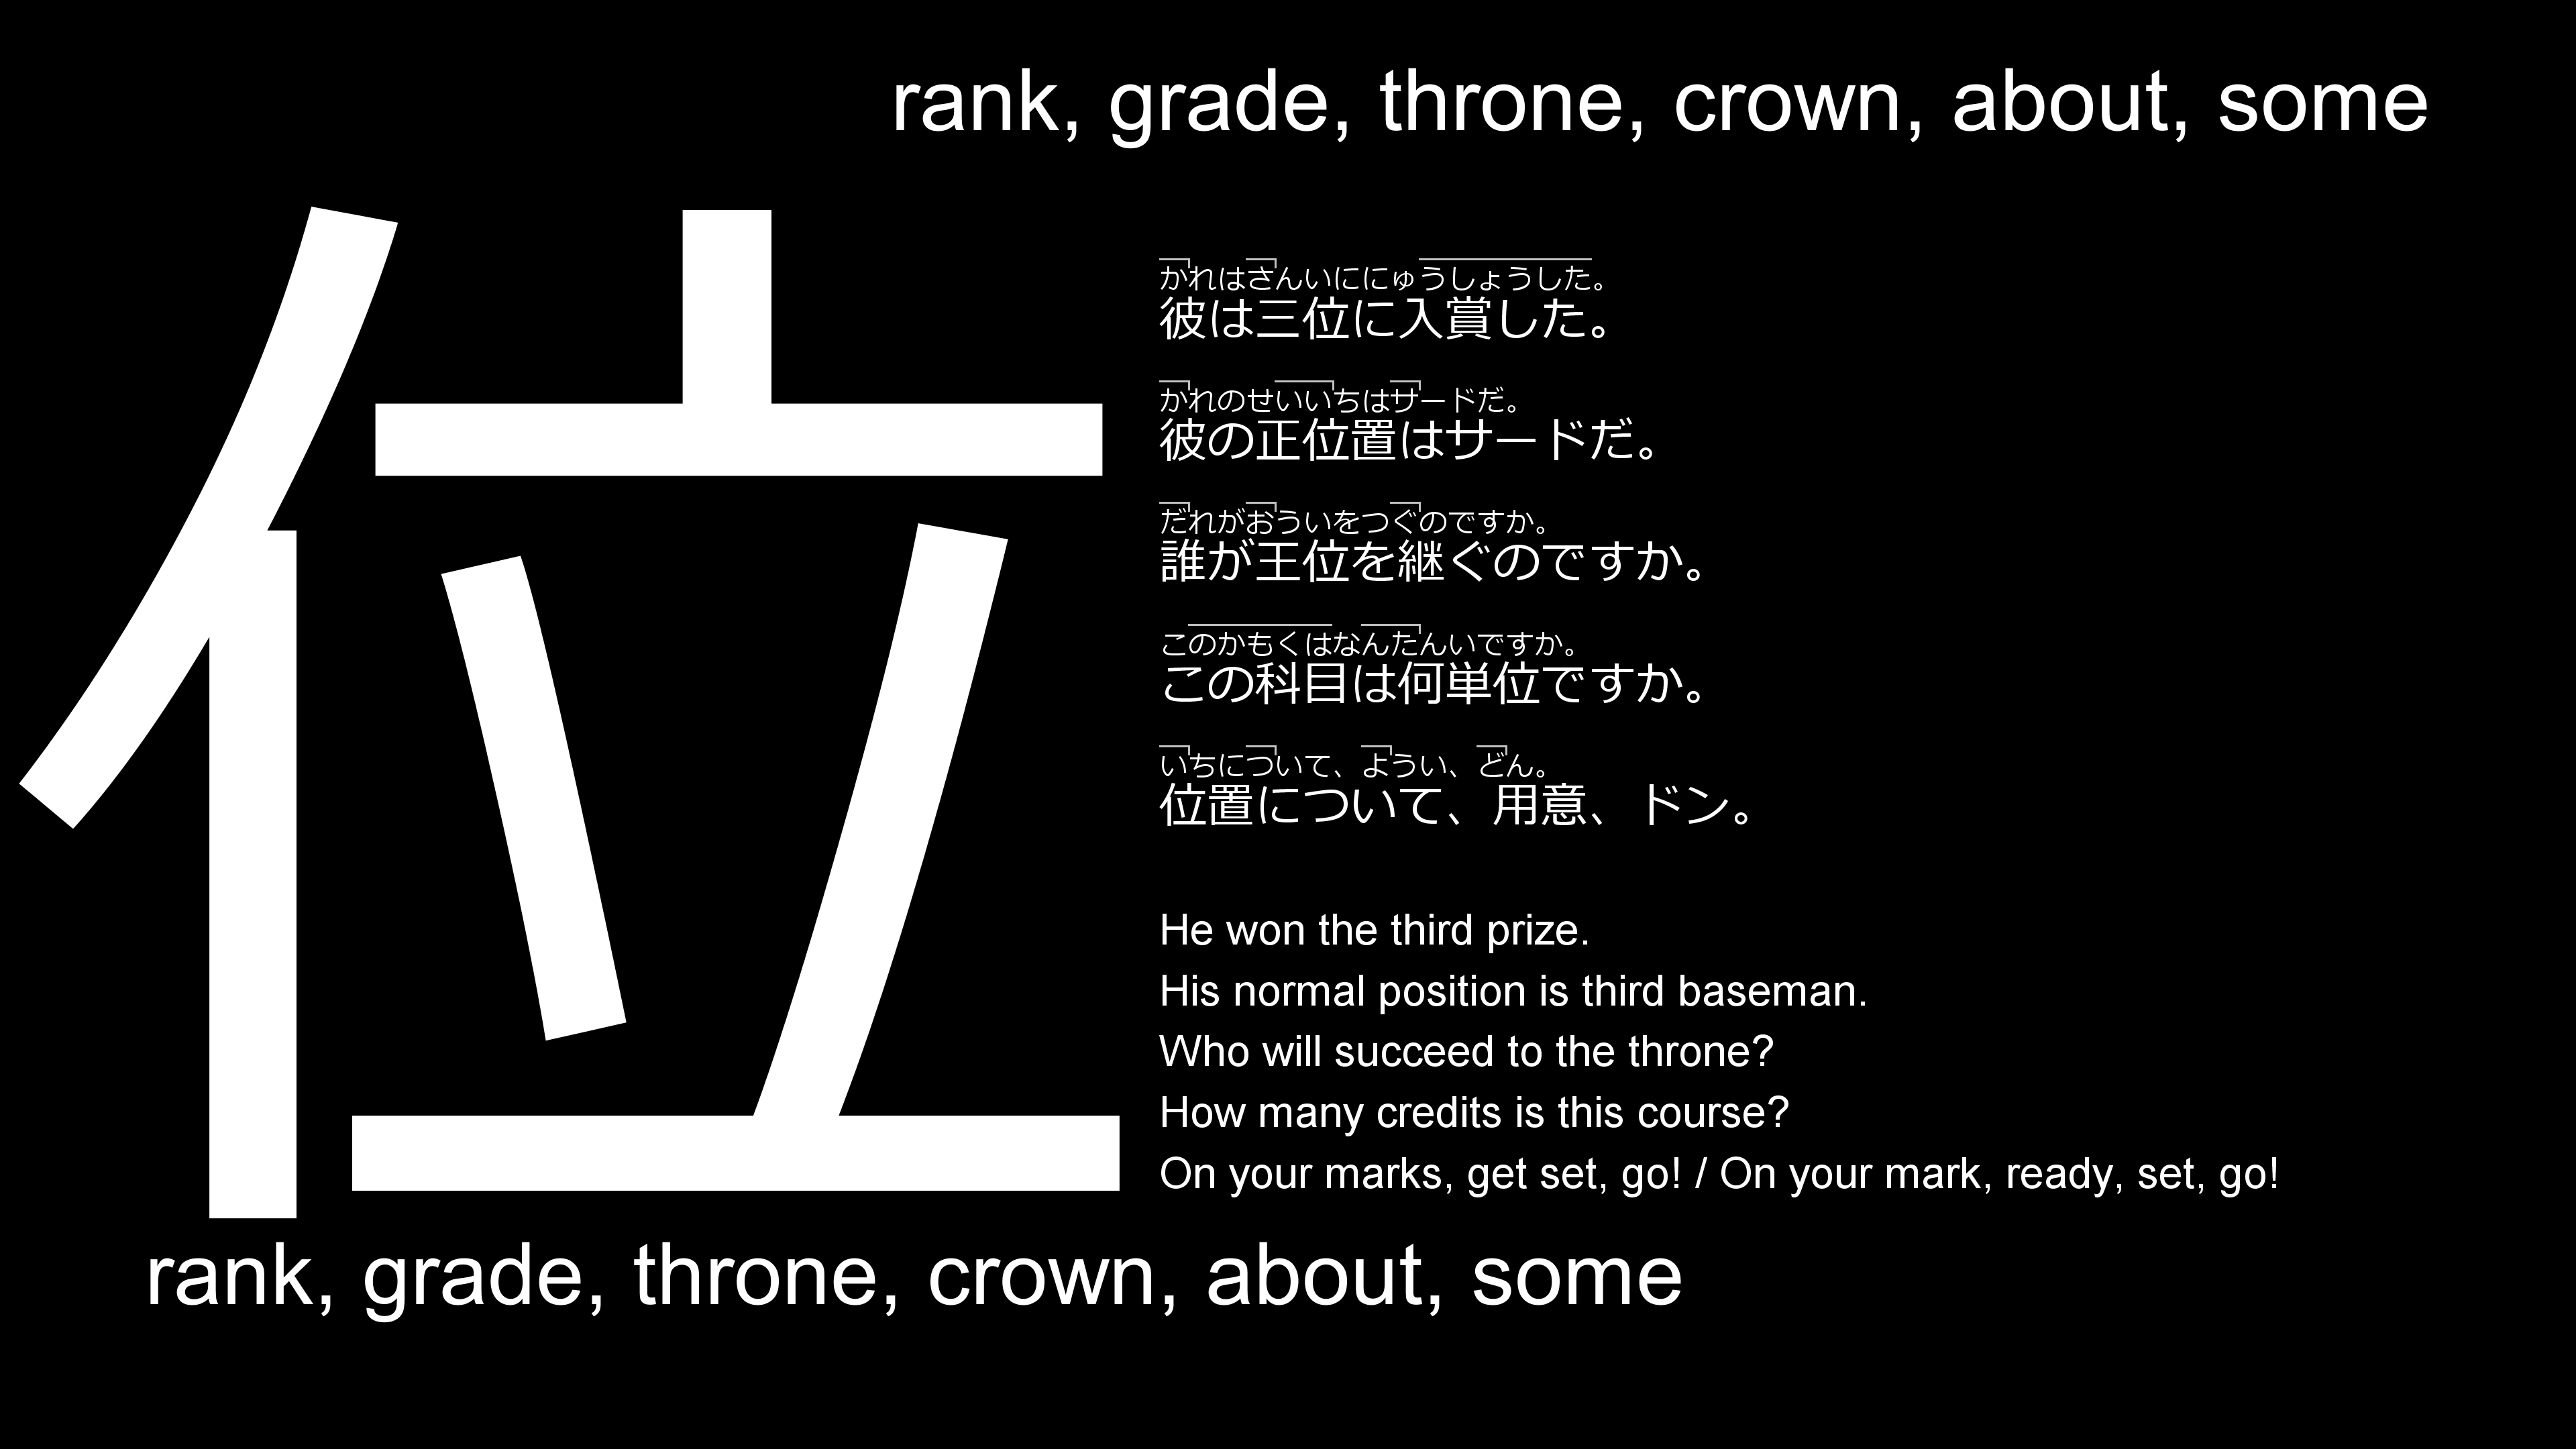 rank, grade, throne, crown, about, some
位
かれはさんいににゅうしょうした。
彼は三位に入賞した。
かれのせいいちはサードだ。
彼の正位置はサードだ。
だれがおういをつぐのですか。
誰が王位を継ぐのですか。
このかもくはなんたんいですか。
この科目は何単位ですか。
いちについて、ようい、どん。
位置について、用意、ドン。
He won the third prize.
His normal position is third baseman.
Who will succeed to the throne?
How many credits is this course?
On your marks, get set, go! / On your mark, ready, set, go!
rank, grade, throne, crown, about, some